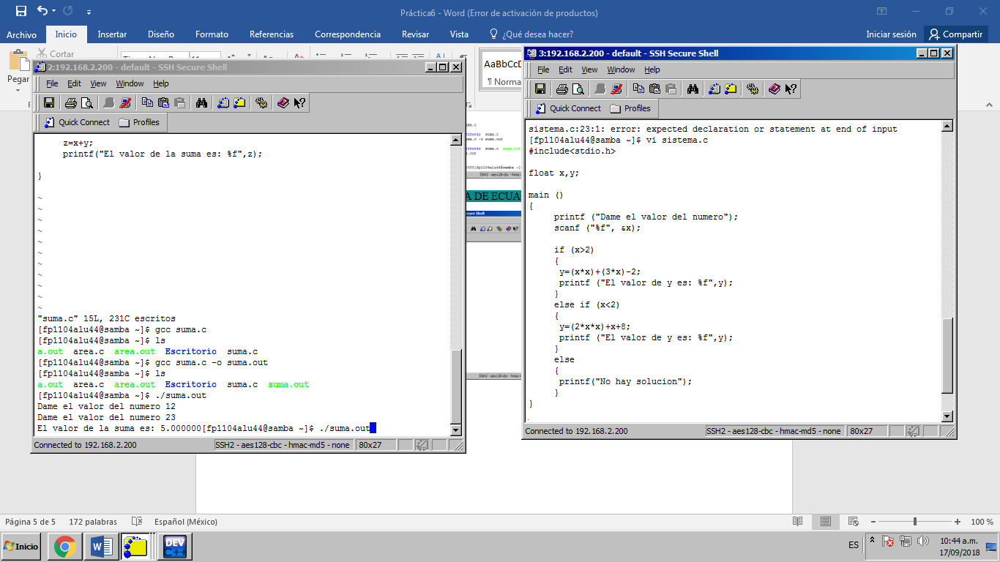 Práctica6 - Word (Error de activación de productos)
Archivo Inicio Insertar Diseño Formato Referencias Correspondencia Revisar Vista ¿Qué desea hacer? Iniciar sesión Compartir
Pegar
Cortar
AaBbCcD
¶ Norma
2:192.168.2.200 - default - SSH Secure Shell
File Edit View Window Help
Quick Connect Profiles
z=x+y;
printf("El valor de la suma es: %f",z);
}
~
~
~
~
~
~
~
~
~
~
~
"suma.c" 15L, 231C escritos
[fp1104alu44@samba ~]$ gcc suma.c
[fp1104alu44@samba ~]$ ls
a.out area.c area.out Escritorio suma.c
[fp1104alu44@samba ~]$ gcc suma.c -o suma.out
[fp1104alu44@samba ~]$ ls
a.out area.c area.out Escritorio suma.c suma.out
[fp1104alu44@samba ~]$ ./suma.out
Dame el valor del numero 12
Dame el valor del numero 23
El valor de la suma es: 5.000000[fp1104alu44@samba ~]$ ./suma.out
Connected to 192.168.2.200 SSH2 - aes128-cbc - hmac-md5 - none 80x27
A DE ECUA
3:192.168.2.200 - default - SSH Secure Shell
File Edit View Window Help
Quick Connect Profiles
sistema.c:23:1: error: expected declaration or statement at end of input
[fp1104alu44@samba ~]$ vi sistema.c
#include<stdio.h>
float x,y;
main ()
{
printf ("Dame el valor del numero");
scanf ("%f", &x);
if (x>2)
{
y=(x*x)+(3*x)-2;
printf ("El valor de y es: %f",y);
}
else if (x<2)
{
y=(2*x*x)+x+8;
printf ("El valor de y es: %f",y);
}
else
{
printf("No hay solucion");
}
}
Connected to 192.168.2.200 SSH2 - aes128-cbc - hmac-md5 - none 80x27
Página 5 de 5 172 palabras Español (México) 100 %
Inicio DEV C++ ES 10:44 a.m.
17/09/2018